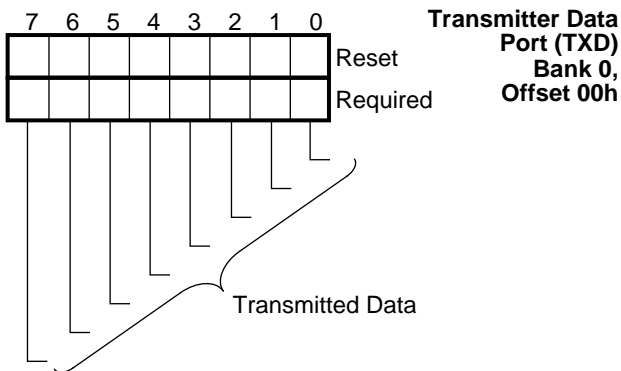 7 6 5 4 3 2 1 0
Reset
Required
Transmitter Data
Port (TXD)
Bank 0,
Offset 00h
Transmitted Data